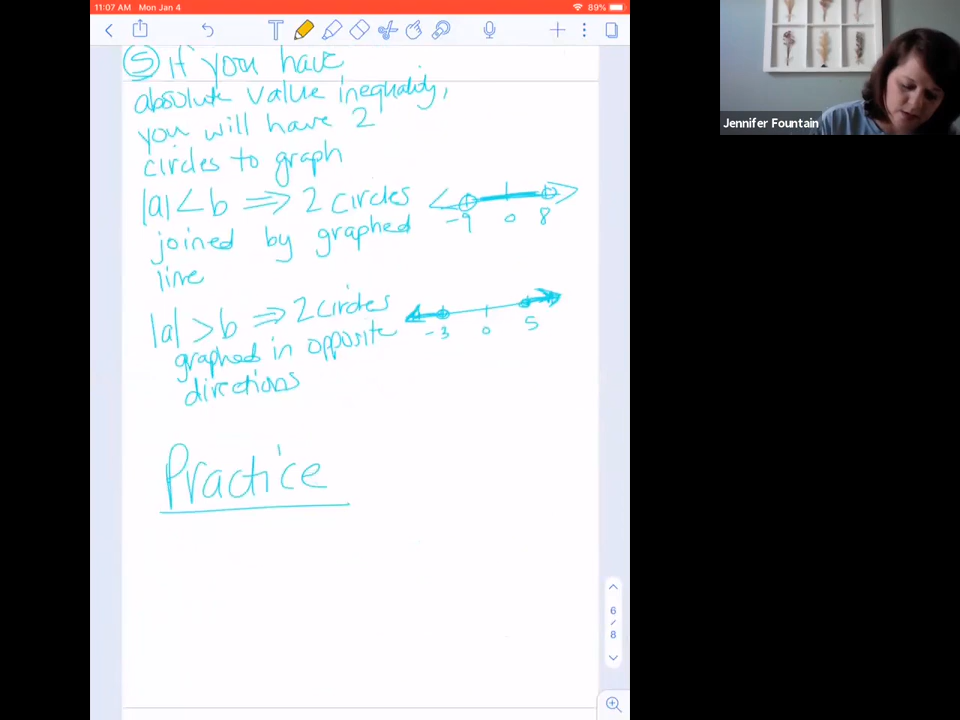 11:07 AM Mon Jan 4
89%
Jennifer Fountain
⑤ If you have
absolute value inequality,
you will have 2
circles to graph
|a| < b ⇒ 2 circles
joined by graphed
line
-9 0 8
|a| > b ⇒ 2 circles
graphed in opposite
directions
-3 0 5
Practice
6
/
8